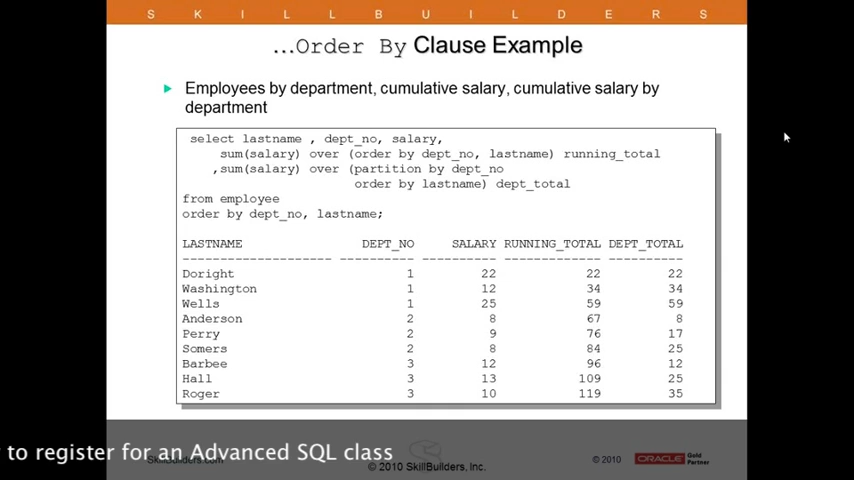 S K I L L B U I L D E R S
...Order By Clause Example
Employees by department, cumulative salary, cumulative salary by
department
select lastname , dept_no, salary,
sum(salary) over (order by dept_no, lastname) running_total
,sum(salary) over (partition by dept_no
order by lastname) dept_total
from employee
order by dept_no, lastname;
LASTNAME DEPT_NO SALARY RUNNING_TOTAL DEPT_TOTAL
-------------------- ---------- ---------- ------------- ----------
Doright 1 22 22 22
Washington 1 12 34 34
Wells 1 25 59 59
Anderson 2 8 67 8
Perry 2 9 76 17
Somers 2 8 84 25
Barbee 3 12 96 12
Hall 3 13 109 25
Roger 3 10 119 35
to register for an Advanced SQL class
SkillBuilders.com
© 2010 SkillBuilders, Inc.
© 2010
ORACLE Gold
Partner